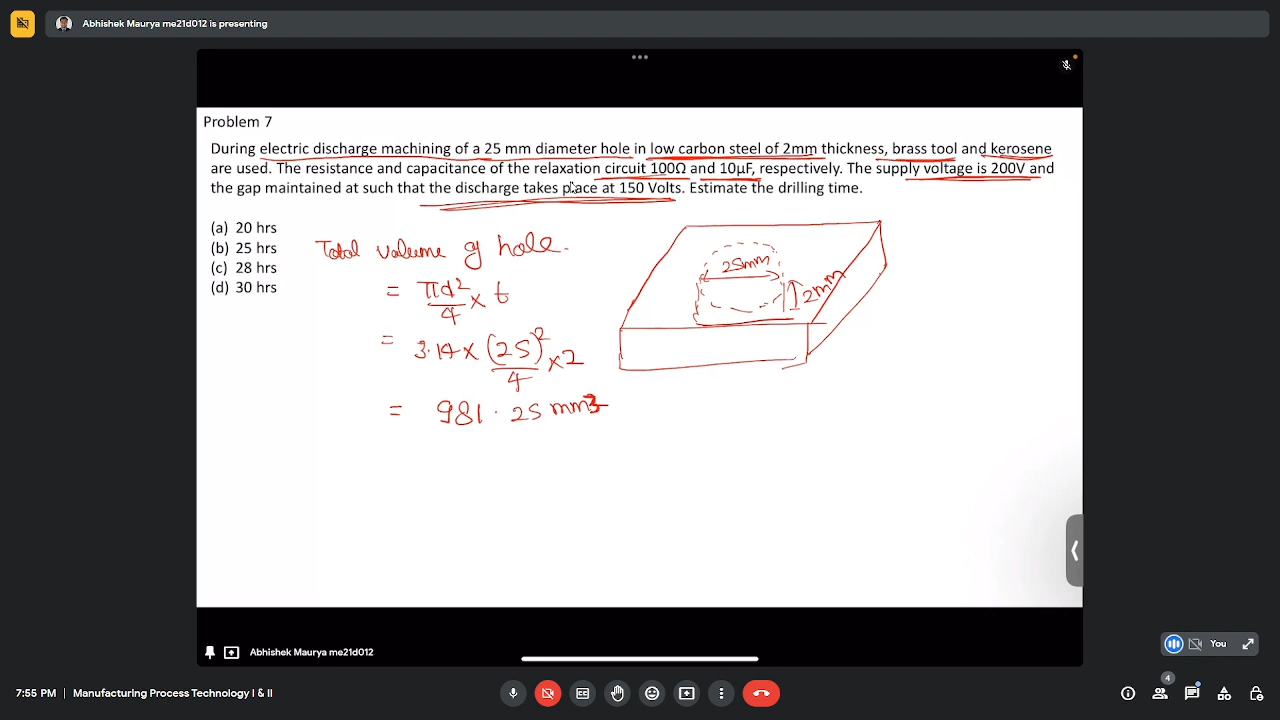 Abhishek Maurya me21d012 is presenting
Problem 7
During electric discharge machining of a 25 mm diameter hole in low carbon steel of 2mm thickness, brass tool and kerosene
are used. The resistance and capacitance of the relaxation circuit 100Ω and 10μF, respectively. The supply voltage is 200V and
the gap maintained at such that the discharge takes place at 150 Volts. Estimate the drilling time.
(a) 20 hrs
(b) 25 hrs
(c) 28 hrs
(d) 30 hrs
Total volume of hole.
= πd²/4 × t
= 3.14 × (25)²/4 × 2
= 981.25 mm3
25mm
2mm
Abhishek Maurya me21d012
You
4
7:55 PM | Manufacturing Process Technology I & II